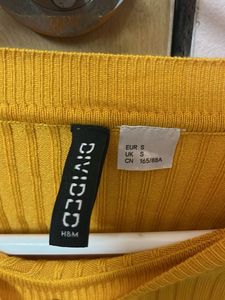 DIVIDED
H&M
EUR S
UK S
CN 165/88A